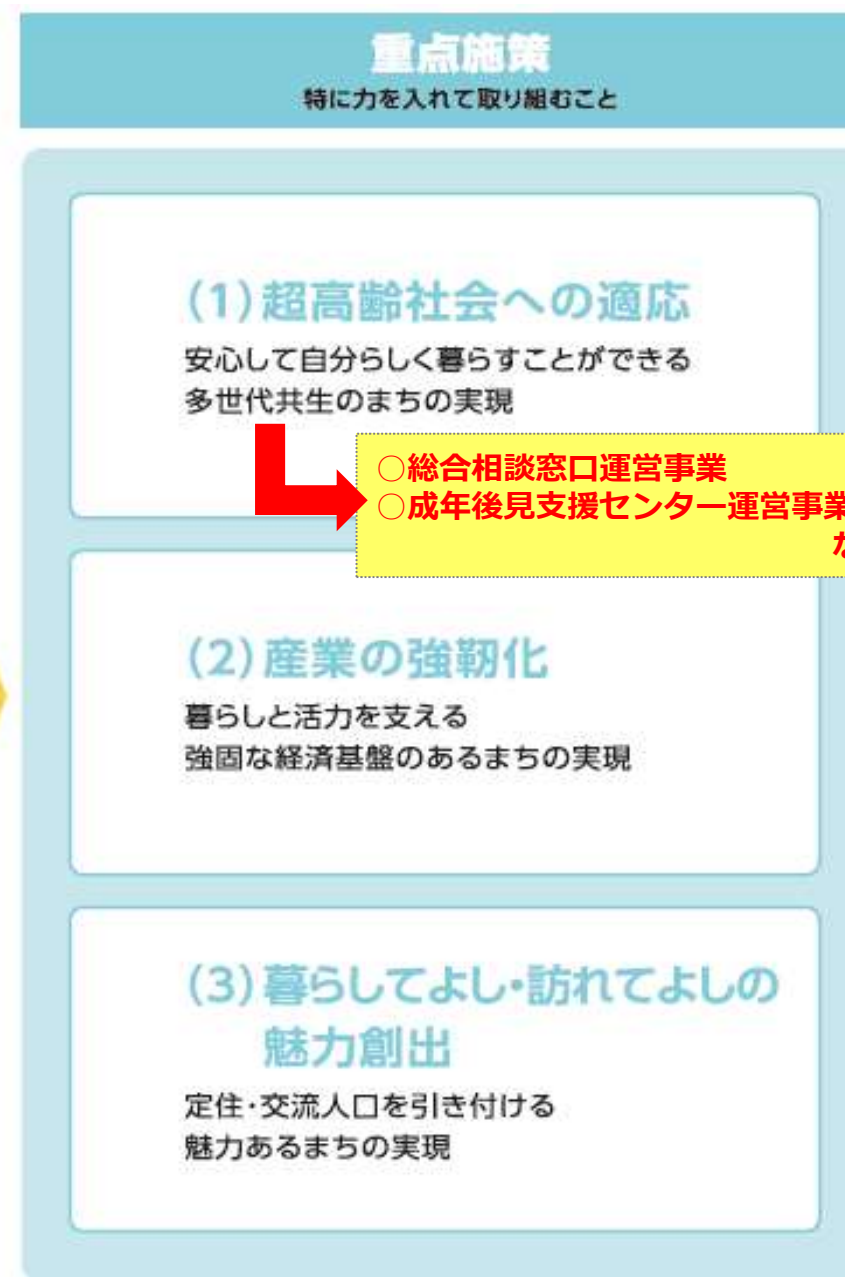 重点施策
特に力を入れて取り組むこと
(1)超高齢社会への適応
安心して自分らしく暮らすことができる
多世代共生のまちの実現
○総合相談窓口運営事業
○成年後見支援センター運営事業
(2)産業の強靭化
暮らしと活力を支える
強固な経済基盤のあるまちの実現
(3)暮らしてよし・訪れてよしの
魅力創出
定住・交流人口を引き付ける
魅力あるまちの実現